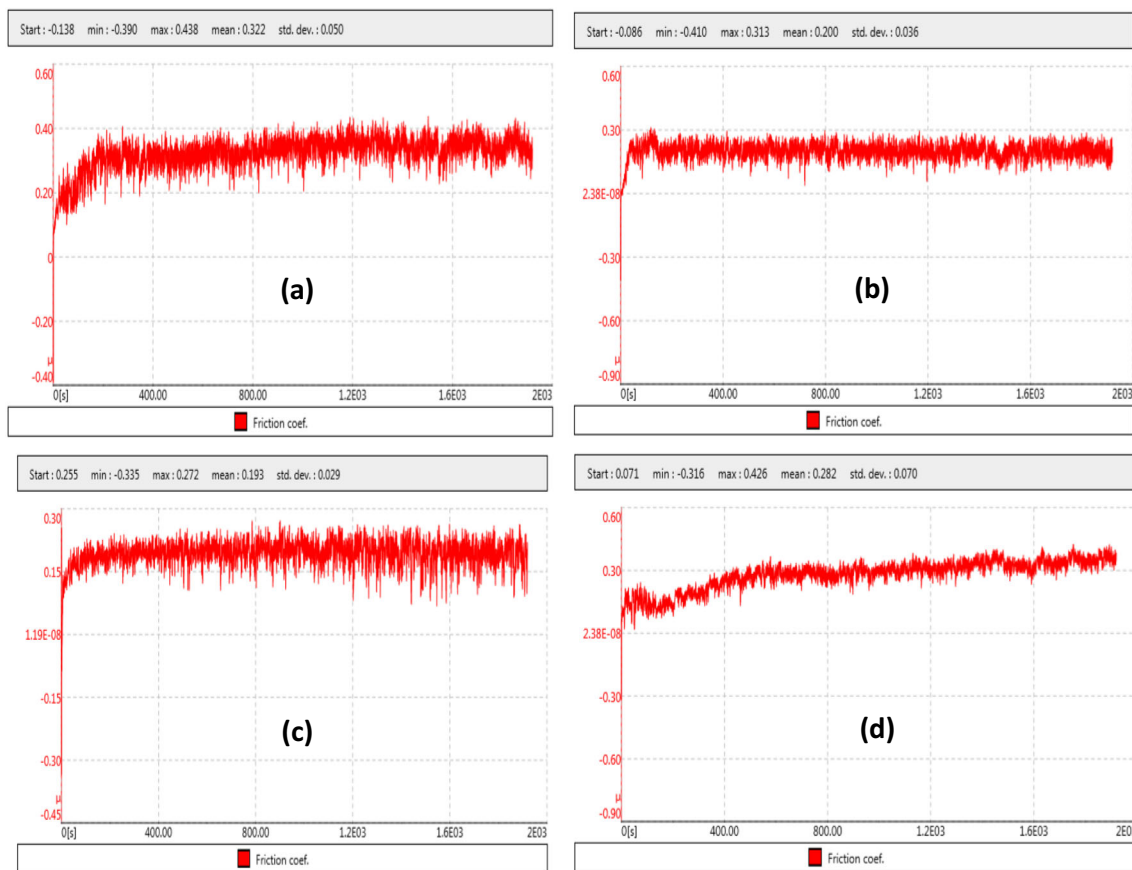 Start : -0.138 min : -0.390 max : 0.438 mean : 0.322 std. dev. : 0.050
0.60
0.40
0.20
0
-0.20
μ
-0.40
(a)
0[s] 400.00 800.00 1.2E03 1.6E03 2E03
Friction coef.
Start : -0.086 min : -0.410 max : 0.313 mean : 0.200 std. dev. : 0.036
0.60
0.30
2.38E-08
-0.30
-0.60
μ
-0.90
(b)
0[s] 400.00 800.00 1.2E03 1.6E03 2E03
Friction coef.
Start : 0.255 min : -0.335 max : 0.272 mean : 0.193 std. dev. : 0.029
0.30
0.15
1.19E-08
-0.15
-0.30
μ
-0.45
(c)
0[s] 400.00 800.00 1.2E03 1.6E03 2E03
Friction coef.
Start : 0.071 min : -0.316 max : 0.426 mean : 0.282 std. dev. : 0.070
0.60
0.30
2.38E-08
-0.30
-0.60
μ
-0.90
(d)
0[s] 400.00 800.00 1.2E03 1.6E03 2E0
Friction coef.